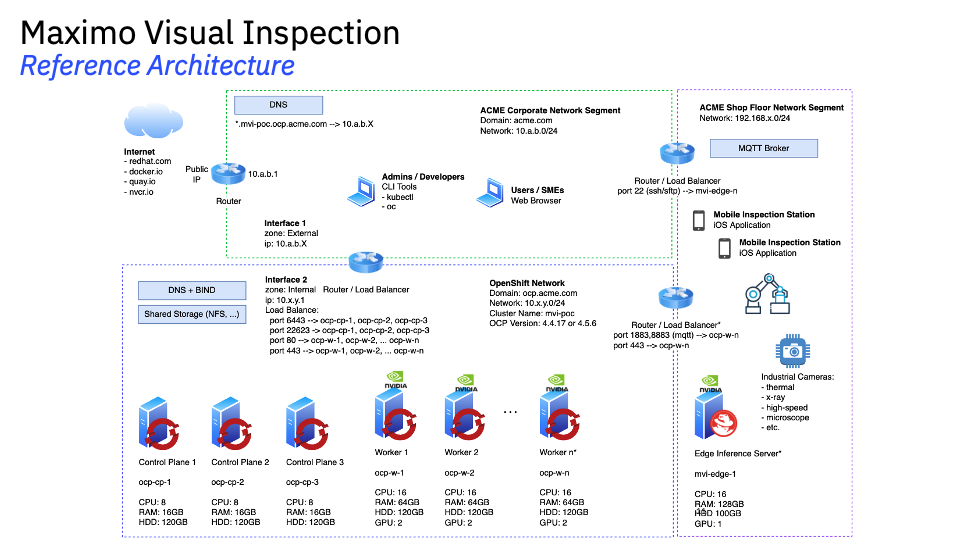 Maximo Visual Inspection
Reference Architecture
DNS
*.mvi-poc.ocp.acme.com --> 10.a.b.X
ACME Corporate Network Segment
Domain: acme.com
Network: 10.a.b.0/24
ACME Shop Floor Network Segment
Network: 192.168.x.0/24
MQTT Broker
Internet
- redhat.com
- docker.io
- quay.io
- nvcr.io
Public
IP
10.a.b.1
Router
Admins / Developers
CLI Tools
- kubectl
- oc
Users / SMEs
Web Browser
Router / Load Balancer
port 22 (ssh/sftp) --> mvi-edge-n
Mobile Inspection Station
iOS Application
Mobile Inspection Station
iOS Application
Interface 1
zone: External
ip: 10.a.b.X
Interface 2
zone: Internal
Router / Load Balancer
ip: 10.x.y.1
Load Balance:
port 6443 --> ocp-cp-1, ocp-cp-2, ocp-cp-3
port 22623 -> ocp-cp-1, ocp-cp-2, ocp-cp-3
port 80 --> ocp-w-1, ocp-w-2, ... ocp-w-n
port 443 --> ocp-w-1, ocp-w-2, ... ocp-w-n
DNS + BIND
Shared Storage (NFS, ...)
OpenShift Network
Domain: ocp.acme.com
Network: 10.x.y.0/24
Cluster Name: mvi-poc
OCP Version: 4.4.17 or 4.5.6
Router / Load Balancer*
port 1883,8883 (mqtt) --> ocp-w-n
port 443 --> ocp-w-n
Industrial Cameras:
- thermal
- x-ray
- high-speed
- microscope
- etc.
NVIDIA
NVIDIA
...
NVIDIA
NVIDIA
Control Plane 1
ocp-cp-1
CPU: 8
RAM: 16GB
HDD: 120GB
Control Plane 2
ocp-cp-2
CPU: 8
RAM: 16GB
HDD: 120GB
Control Plane 3
ocp-cp-3
CPU: 8
RAM: 16GB
HDD: 120GB
Worker 1
ocp-w-1
CPU: 16
RAM: 64GB
HDD: 120GB
GPU: 2
Worker 2
ocp-w-2
CPU: 16
RAM: 64GB
HDD: 120GB
GPU: 2
Worker n*
ocp-w-n
CPU: 16
RAM: 64GB
HDD: 120GB
GPU: 2
Edge Inference Server*
mvi-edge-1
CPU: 16
RAM: 128GB
HDD 100GB
GPU: 1